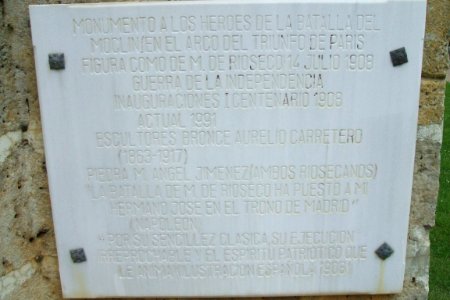 MONUMENTO A LOS HEROES DE LA BATALLA DEL
MOCLIN(EN EL ARCO DEL TRIUNFO DE PARIS
FIGURA COMO DE M. DE RIOSECO 14 JULIO 1908
GUERRA DE LA INDEPENDENCIA
INAUGURACIONES I CENTENARIO 1908
ACTUAL 1991
ESCULTORES BRONCE AURELIO CARRETERO
(1863-1917)
PIEDRA M. ANGEL JIMENEZ(AMBOS RIOSECANOS)
"LA BATALLA DE M. DE RIOSECO HA PUESTO A MI
HERMANO JOSE EN EL TRONO DE MADRID"
(NAPOLEON
"POR SU SENCILLEZ CLASICA, SU EJECUCION
IRREPROCHABLE Y EL ESPIRITU PATRIOTICO QUE
LE ANIMA(ILUSTRACION ESPAÑOLA 1908)